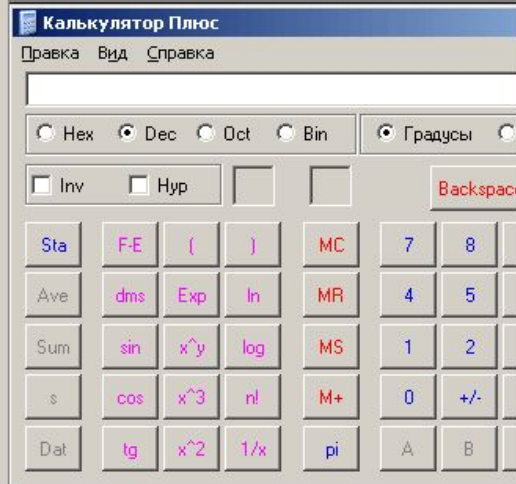 Калькулятор Плюс
Правка Вид Справка
Hex Dec Oct Bin Градусы
Inv Hyp Backspac
Sta F-E ( ) MC 7 8
Ave dms Exp ln MR 4 5
Sum sin x^y log MS 1 2
s cos x^3 n! M+ 0 +/-
Dat tg x^2 1/x pi A B